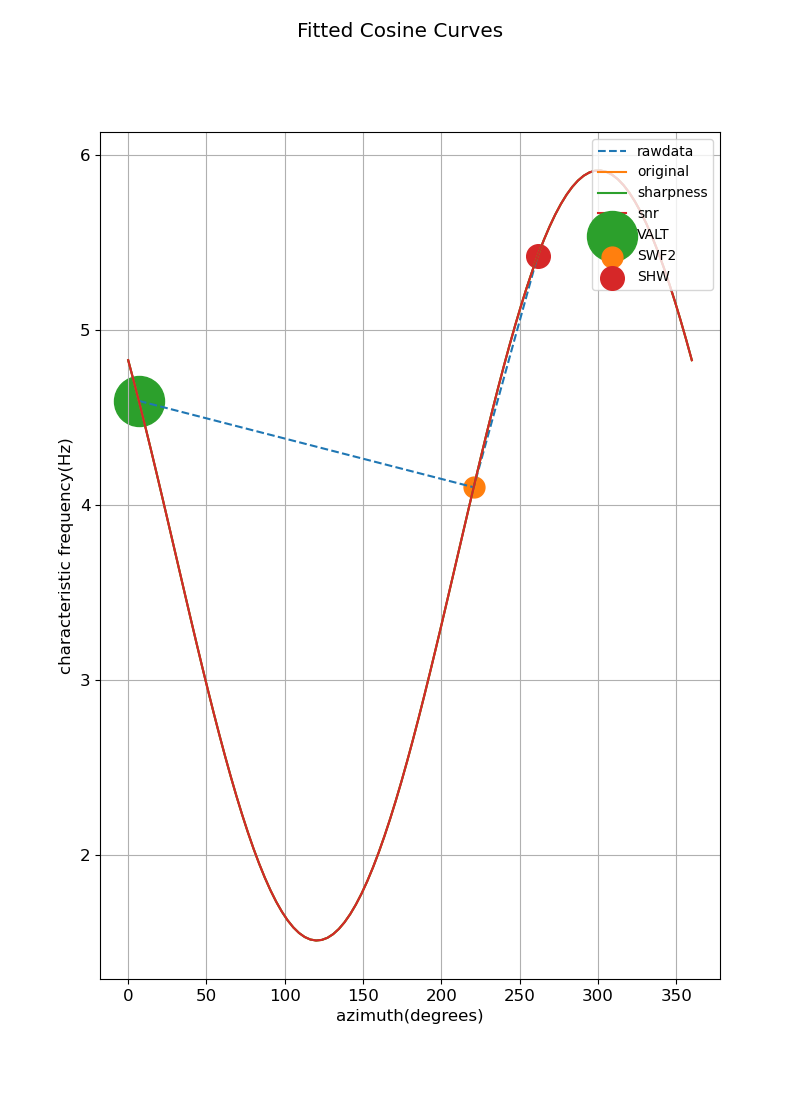 Fitted Cosine Curves
6
5
4
3
2
characteristic frequency(Hz)
rawdata
original
sharpness
snr
VALT
SWF2
SHW
0 50 100 150 200 250 300 350
azimuth(degrees)